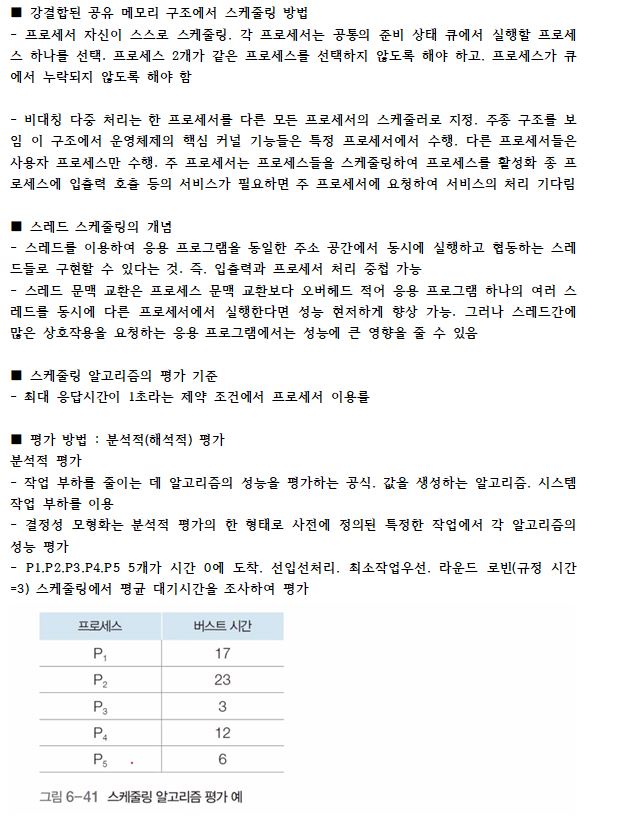 ■ 강결합된 공유 메모리 구조에서 스케줄링 방법
- 프로세서 자신이 스스로 스케줄링. 각 프로세서는 공통의 준비 상태 큐에서 실행할 프로세
스 하나를 선택. 프로세스 2개가 같은 프로세스를 선택하지 않도록 해야 하고. 프로세스가 큐
에서 누락되지 않도록 해야 함
- 비대칭 다중 처리는 한 프로세서를 다른 모든 프로세서의 스케줄러로 지정. 주종 구조를 보
임 이 구조에서 운영체제의 핵심 커널 기능들은 특정 프로세서에서 수행. 다른 프로세서들은
사용자 프로세스만 수행. 주 프로세서는 프로세스들을 스케줄링하여 프로세스를 활성화 종 프
로세스에 입출력 호출 등의 서비스가 필요하면 주 프로세서에 요청하여 서비스의 처리 기다림
■ 스레드 스케줄링의 개념
- 스레드를 이용하여 응용 프로그램을 동일한 주소 공간에서 동시에 실행하고 협동하는 스레
드들로 구현할 수 있다는 것. 즉. 입출력과 프로세서 처리 중첩 가능
- 스레드 문맥 교환은 프로세스 문맥 교환보다 오버헤드 적어 응용 프로그램 하나의 여러 스
레드를 동시에 다른 프로세서에서 실행한다면 성능 현저하게 향상 가능. 그러나 스레드간에
많은 상호작용을 요청하는 응용 프로그램에서는 성능에 큰 영향을 줄 수 있음
■ 스케줄링 알고리즘의 평가 기준
- 최대 응답시간이 1초라는 제약 조건에서 프로세서 이용률
■ 평가 방법 : 분석적(해석적) 평가
분석적 평가
- 작업 부하를 줄이는 데 알고리즘의 성능을 평가하는 공식. 값을 생성하는 알고리즘. 시스템
작업 부하를 이용
- 결정성 모형화는 분석적 평가의 한 형태로 사전에 정의된 특정한 작업에서 각 알고리즘의
성능 평가
- P1.P2.P3.P4.P5 5개가 시간 0에 도착. 선입선처리. 최소작업우선. 라운드 로빈(규정 시간
=3) 스케줄링에서 평균 대기시간을 조사하여 평가
프로세스 버스트 시간
P₁ 17
P₂ 23
P₃ 3
P₄ 12
P₅ 6
그림 6-41 스케줄링 알고리즘 평가 예